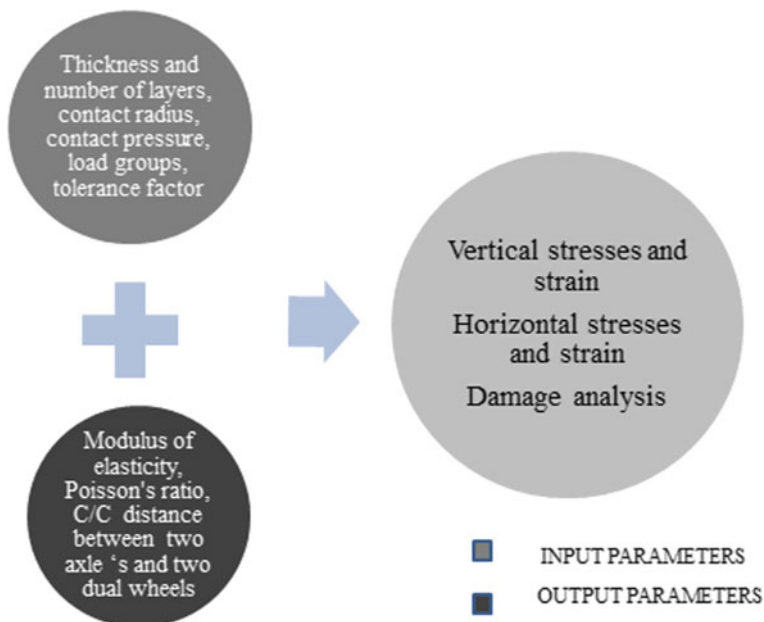 Thickness and
number of layers,
contact radius,
contact pressure,
load groups,
tolerance factor
Modulus of
elasticity,
Poisson's ratio,
C/C distance
between two
axle ‘s and two
dual wheels
Vertical stresses and
strain
Horizontal stresses
and strain
Damage analysis
INPUT PARAMETERS
OUTPUT PARAMETERS